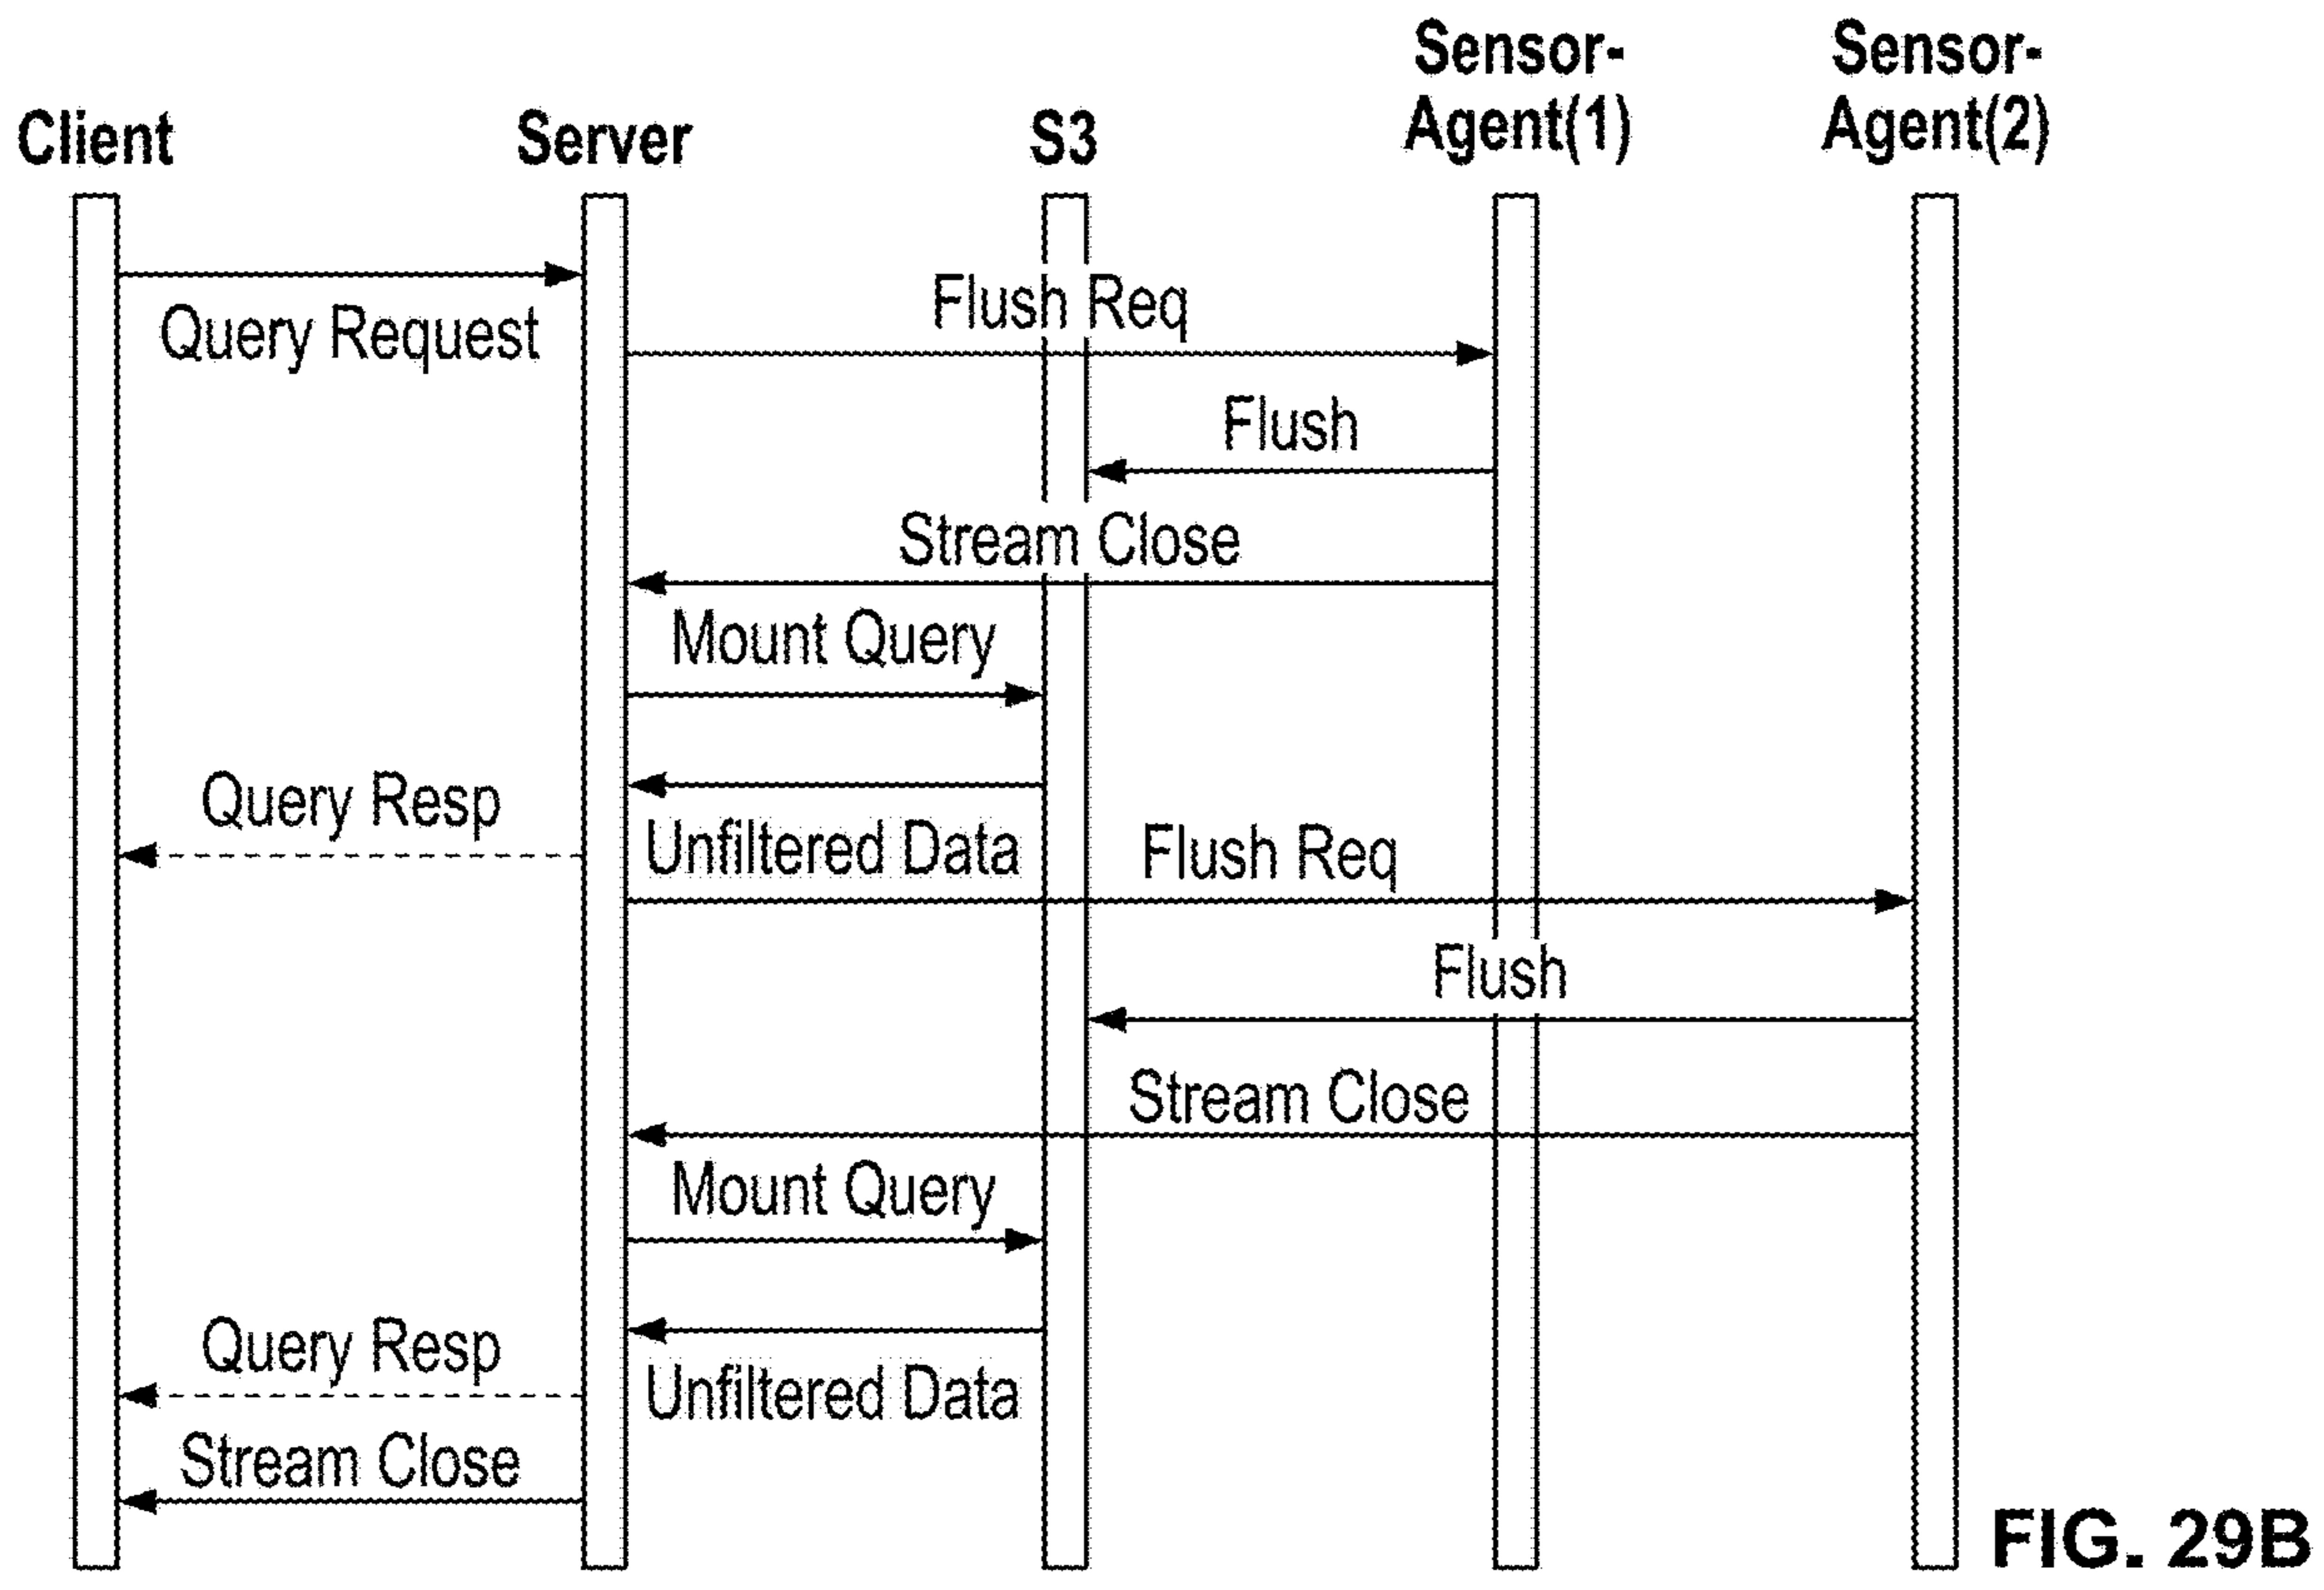 Client
Server
S3
Sensor-
Agent(1)
Sensor-
Agent(2)
Query Request
Flush Req
Flush
Stream Close
Mount Query
Query Resp
Unfiltered Data
Flush Req
Flush
Stream Close
Mount Query
Query Resp
Unfiltered Data
Stream Close
FIG. 29B